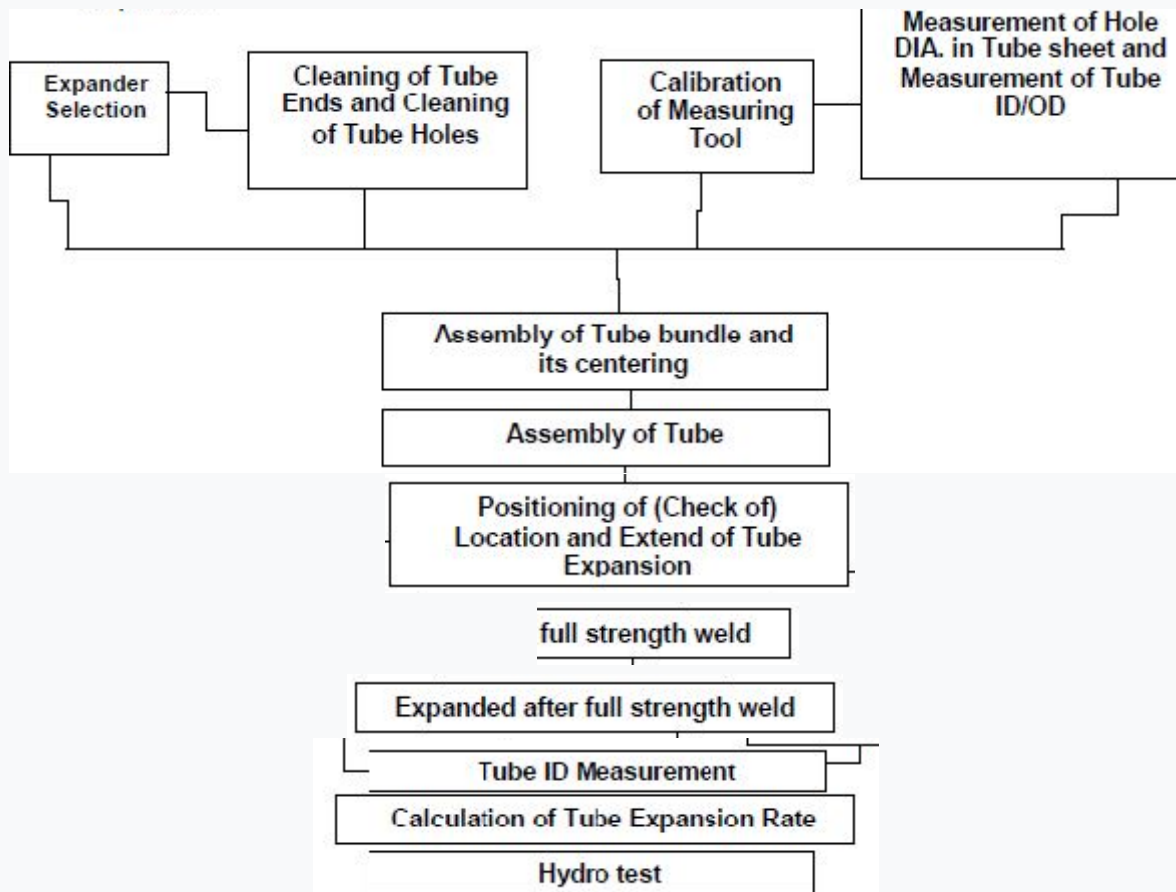 Expander
Selection
Cleaning of Tube
Ends and Cleaning
of Tube Holes
Calibration
of Measuring
Tool
Measurement of Hole
DIA. in Tube sheet and
Measurement of Tube
ID/OD
Assembly of Tube bundle and
its centering
Assembly of Tube
Positioning of (Check of)
Location and Extend of Tube
Expansion
full strength weld
Expanded after full strength weld
Tube ID Measurement
Calculation of Tube Expansion Rate
Hydro test